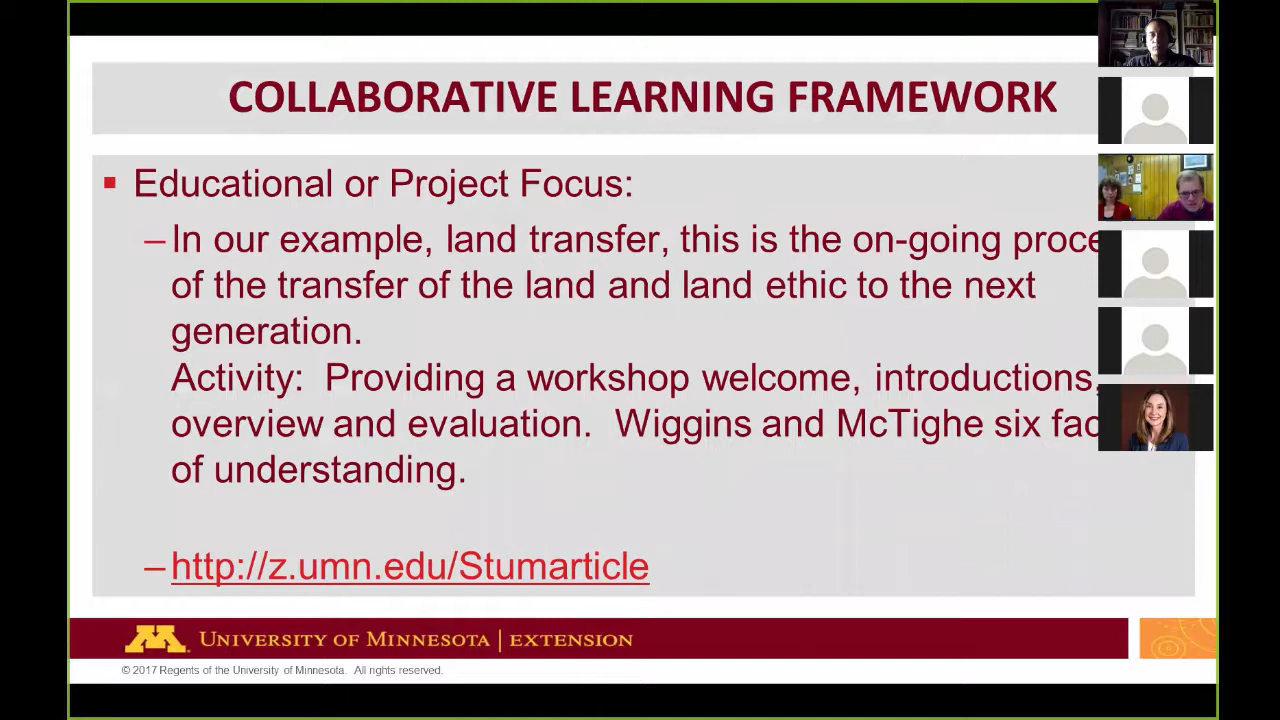 COLLABORATIVE LEARNING FRAMEWORK
▪ Educational or Project Focus:
–In our example, land transfer, this is the on-going
of the transfer of the land and land ethic to the next
generation.
Activity: Providing a workshop welcome, introductions,
overview and evaluation. Wiggins and McTighe six
of understanding.
–http://z.umn.edu/Stumarticle
M UNIVERSITY OF MINNESOTA | EXTENSION
© 2017 Regents of the University of Minnesota. All rights reserved.